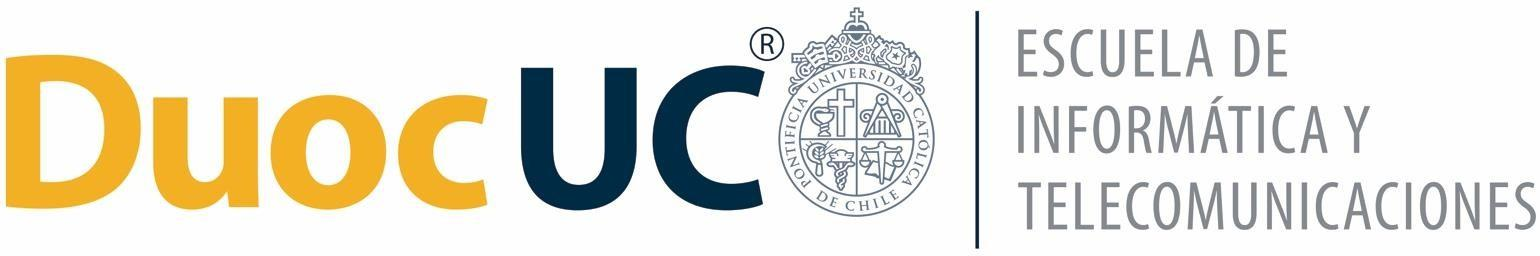 Duoc UC®
PONTIFICIA UNIVERSIDAD CATÓLICA
DE CHILE
ESCUELA DE
INFORMÁTICA Y
TELECOMUNICACIONES